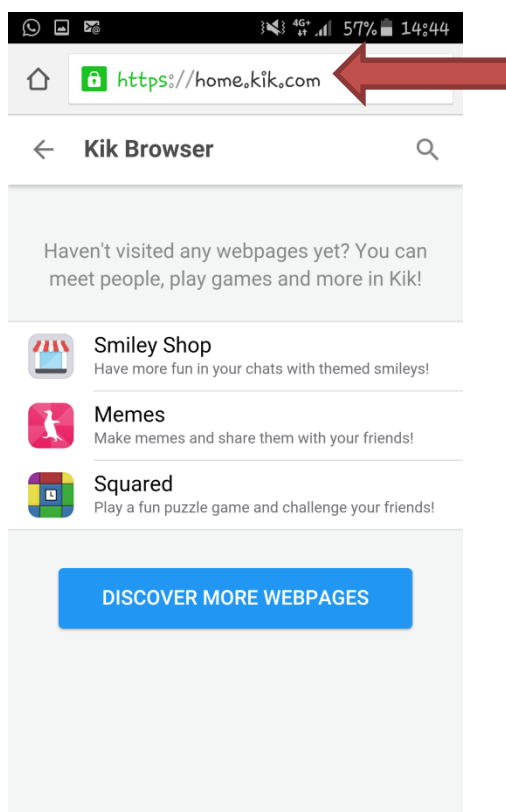 4G+ 57% 14:44
https://home.kik.com
Kik Browser
Haven't visited any webpages yet? You can
meet people, play games and more in Kik!
Smiley Shop
Have more fun in your chats with themed smileys!
Memes
Make memes and share them with your friends!
Squared
Play a fun puzzle game and challenge your friends!
DISCOVER MORE WEBPAGES